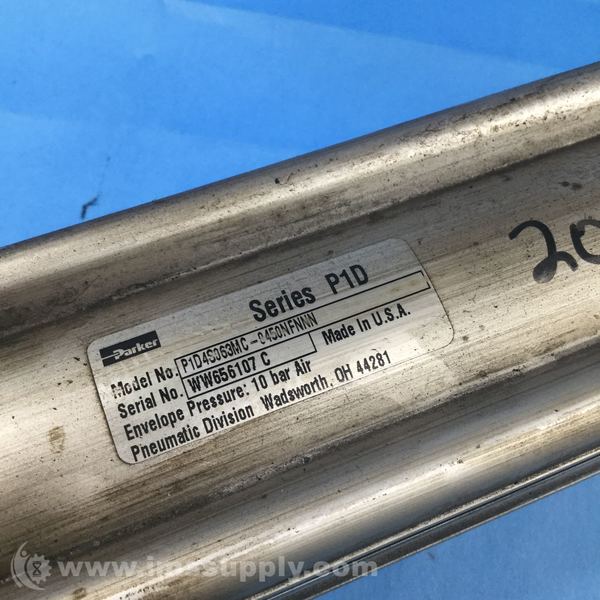 Series P1D
Parker
Model No. P1D4S063MC-0450NFNNN
Serial No. WW656107 C Made In U.S.A.
Envelope Pressure: 10 bar Air
Pneumatic Division Wadsworth, OH 44281
20
www.im-supply.com